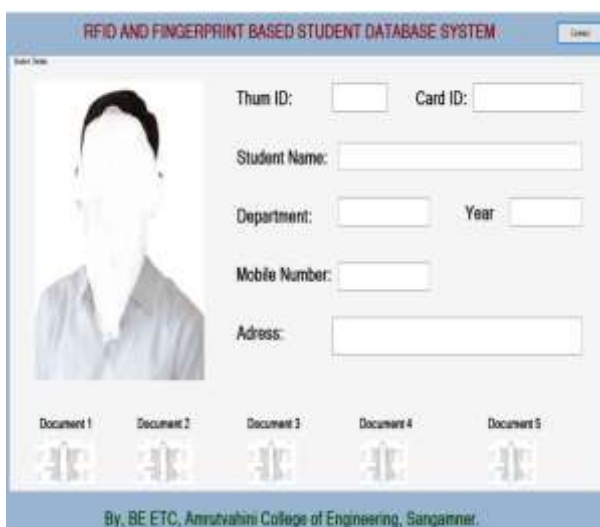 RFID AND FINGERPRINT BASED STUDENT DATABASE SYSTEM
Thum ID: Card ID:
Student Name:
Department: Year
Mobile Number:
Adress:
Document 1 Document 2 Document 3 Document 4 Document 5
By, BE ETC, Amrutvahini College of Engineering, Sangamner.